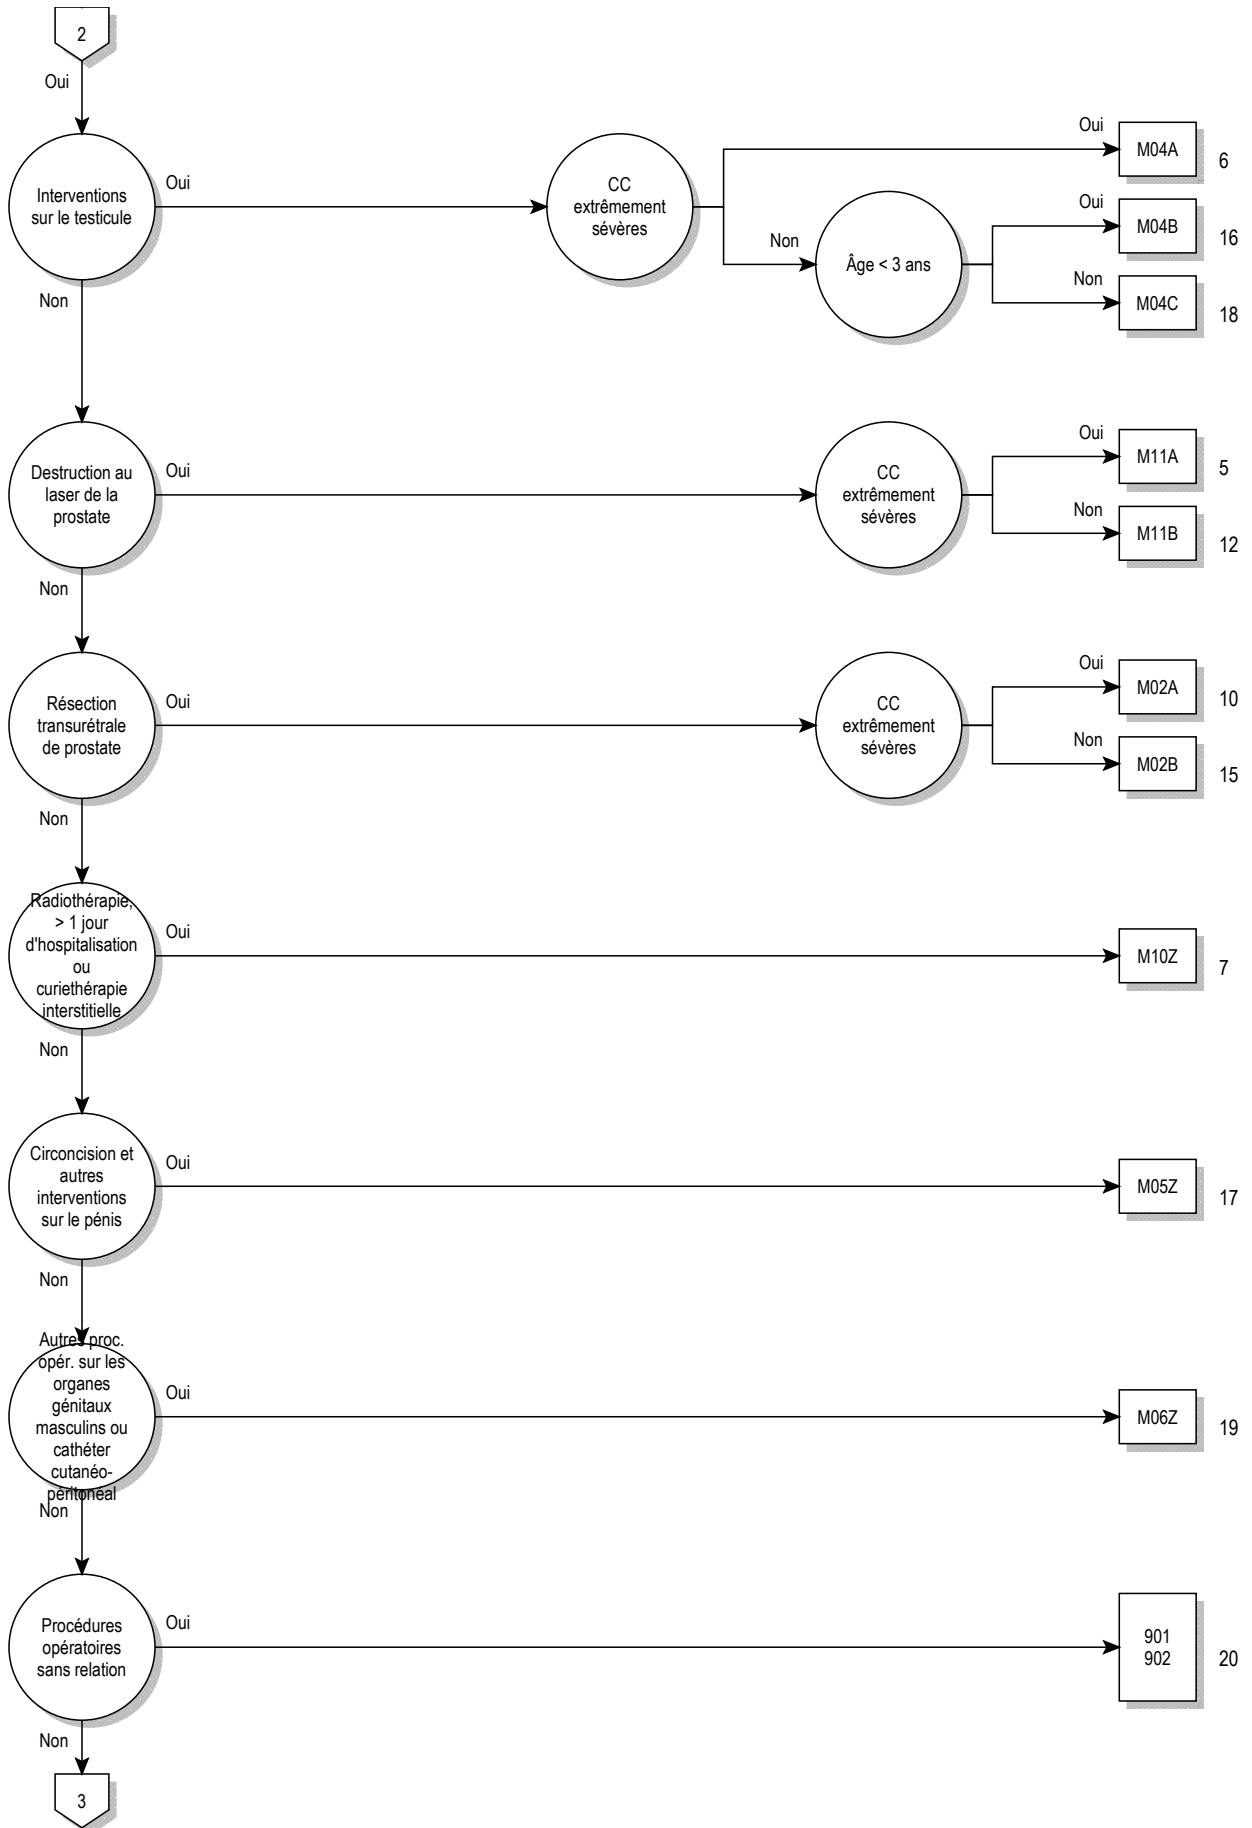 2
Oui
Interventions
sur le testicule
Oui
CC
extrêmement
sévères
Oui
M04A
6
Non
Âge < 3 ans
Oui
M04B
16
Non
M04C
18
Non
Destruction au
laser de la
prostate
Oui
CC
extrêmement
sévères
Oui
M11A
5
Non
M11B
12
Non
Résection
transurétrale
de prostate
Oui
CC
extrêmement
sévères
Oui
M02A
10
Non
M02B
15
Non
Radiothérapie,
> 1 jour
d'hospitalisation
ou
curiethérapie
interstitielle
Oui
M10Z
7
Non
Circoncision et
autres
interventions
sur le pénis
Oui
M05Z
17
Non
Autres proc.
opér. sur les
organes
génitaux
masculins ou
cathéter
cutanéo-
péritonéal
Oui
M06Z
19
Non
Procédures
opératoires
sans relation
Oui
901
902
20
Non
3